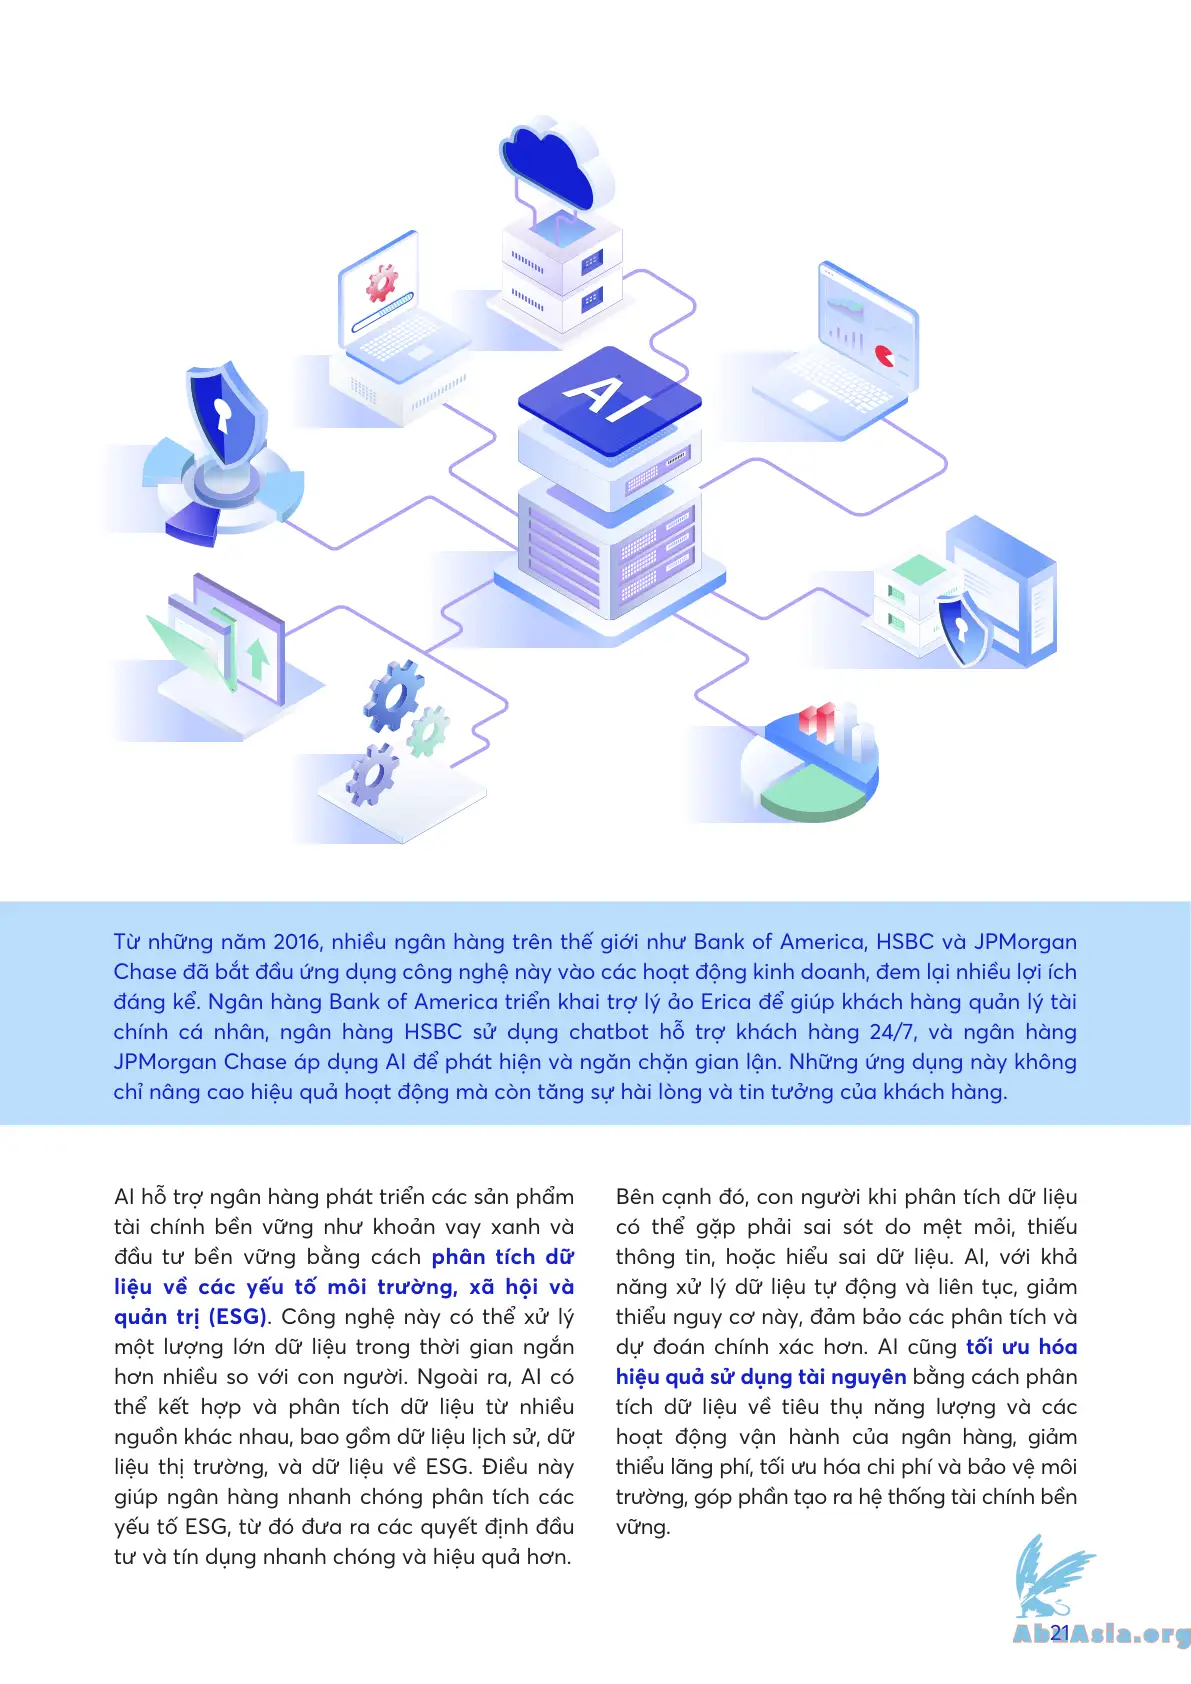 AI
Từ những năm 2016, nhiều ngân hàng trên thế giới như Bank of America, HSBC và JPMorgan
Chase đã bắt đầu ứng dụng công nghệ này vào các hoạt động kinh doanh, đem lại nhiều lợi ích
đáng kể. Ngân hàng Bank of America triển khai trợ lý ảo Erica để giúp khách hàng quản lý tài
chính cá nhân, ngân hàng HSBC sử dụng chatbot hỗ trợ khách hàng 24/7, và ngân hàng
JPMorgan Chase áp dụng AI để phát hiện và ngăn chặn gian lận. Những ứng dụng này không
chỉ nâng cao hiệu quả hoạt động mà còn tăng sự hài lòng và tin tưởng của khách hàng.
AI hỗ trợ ngân hàng phát triển các sản phẩm
tài chính bền vững như khoản vay xanh và
đầu tư bền vững bằng cách phân tích dữ
liệu về các yếu tố môi trường, xã hội và
quản trị (ESG). Công nghệ này có thể xử lý
một lượng lớn dữ liệu trong thời gian ngắn
hơn nhiều so với con người. Ngoài ra, AI có
thể kết hợp và phân tích dữ liệu từ nhiều
nguồn khác nhau, bao gồm dữ liệu lịch sử, dữ
liệu thị trường, và dữ liệu về ESG. Điều này
giúp ngân hàng nhanh chóng phân tích các
yếu tố ESG, từ đó đưa ra các quyết định đầu
tư và tín dụng nhanh chóng và hiệu quả hơn.
Bên cạnh đó, con người khi phân tích dữ liệu
có thể gặp phải sai sót do mệt mỏi, thiếu
thông tin, hoặc hiểu sai dữ liệu. AI, với khả
năng xử lý dữ liệu tự động và liên tục, giảm
thiểu nguy cơ này, đảm bảo các phân tích và
dự đoán chính xác hơn. AI cũng tối ưu hóa
hiệu quả sử dụng tài nguyên bằng cách phân
tích dữ liệu về tiêu thụ năng lượng và các
hoạt động vận hành của ngân hàng, giảm
thiểu lãng phí, tối ưu hóa chi phí và bảo vệ môi
trường, góp phần tạo ra hệ thống tài chính bền
vững.
21